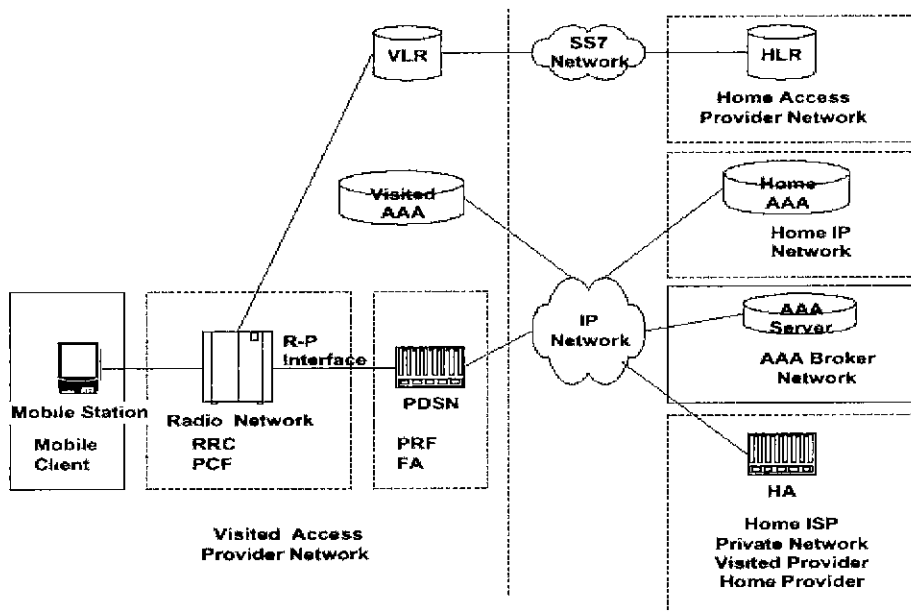 VLR
SS7
Network
HLR
Home Access
Provider Network
Visited
AAA
Home
AAA
Home IP
Network
IP
Network
AAA
Server
AAA Broker
Network
R-P
Interface
Mobile Station
Mobile
Client
Radio Network
RRC
PCF
PDSN
PRF
FA
HA
Home ISP
Private Network
Visited Provider
Home Provider
Visited Access
Provider Network